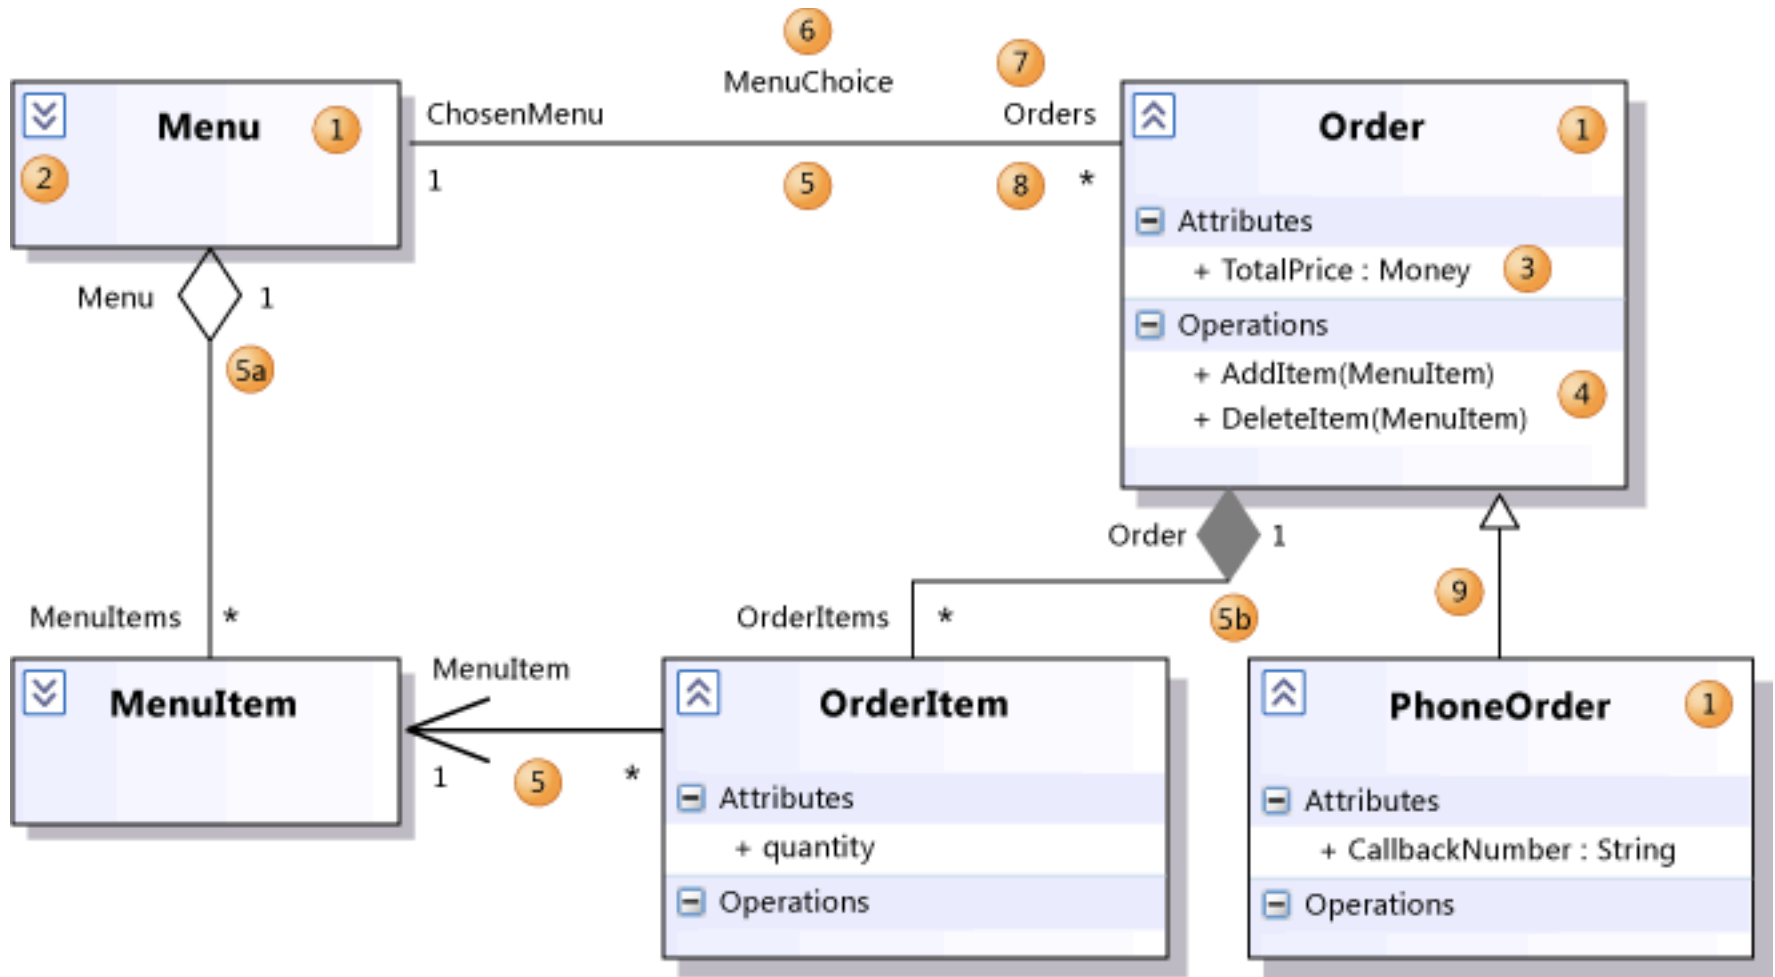 6
MenuChoice
7
Menu 1
2
ChosenMenu
Orders
1
5
8 *
Order 1
Attributes
+ TotalPrice : Money 3
Operations
+ AddItem(MenuItem)
+ DeleteItem(MenuItem)
4
Menu 1
5a
MenuItems *
Order 1
OrderItems *
5b
9
MenuItem
MenuItem
1 5 *
OrderItem
Attributes
+ quantity
Operations
PhoneOrder 1
Attributes
+ CallbackNumber : String
Operations